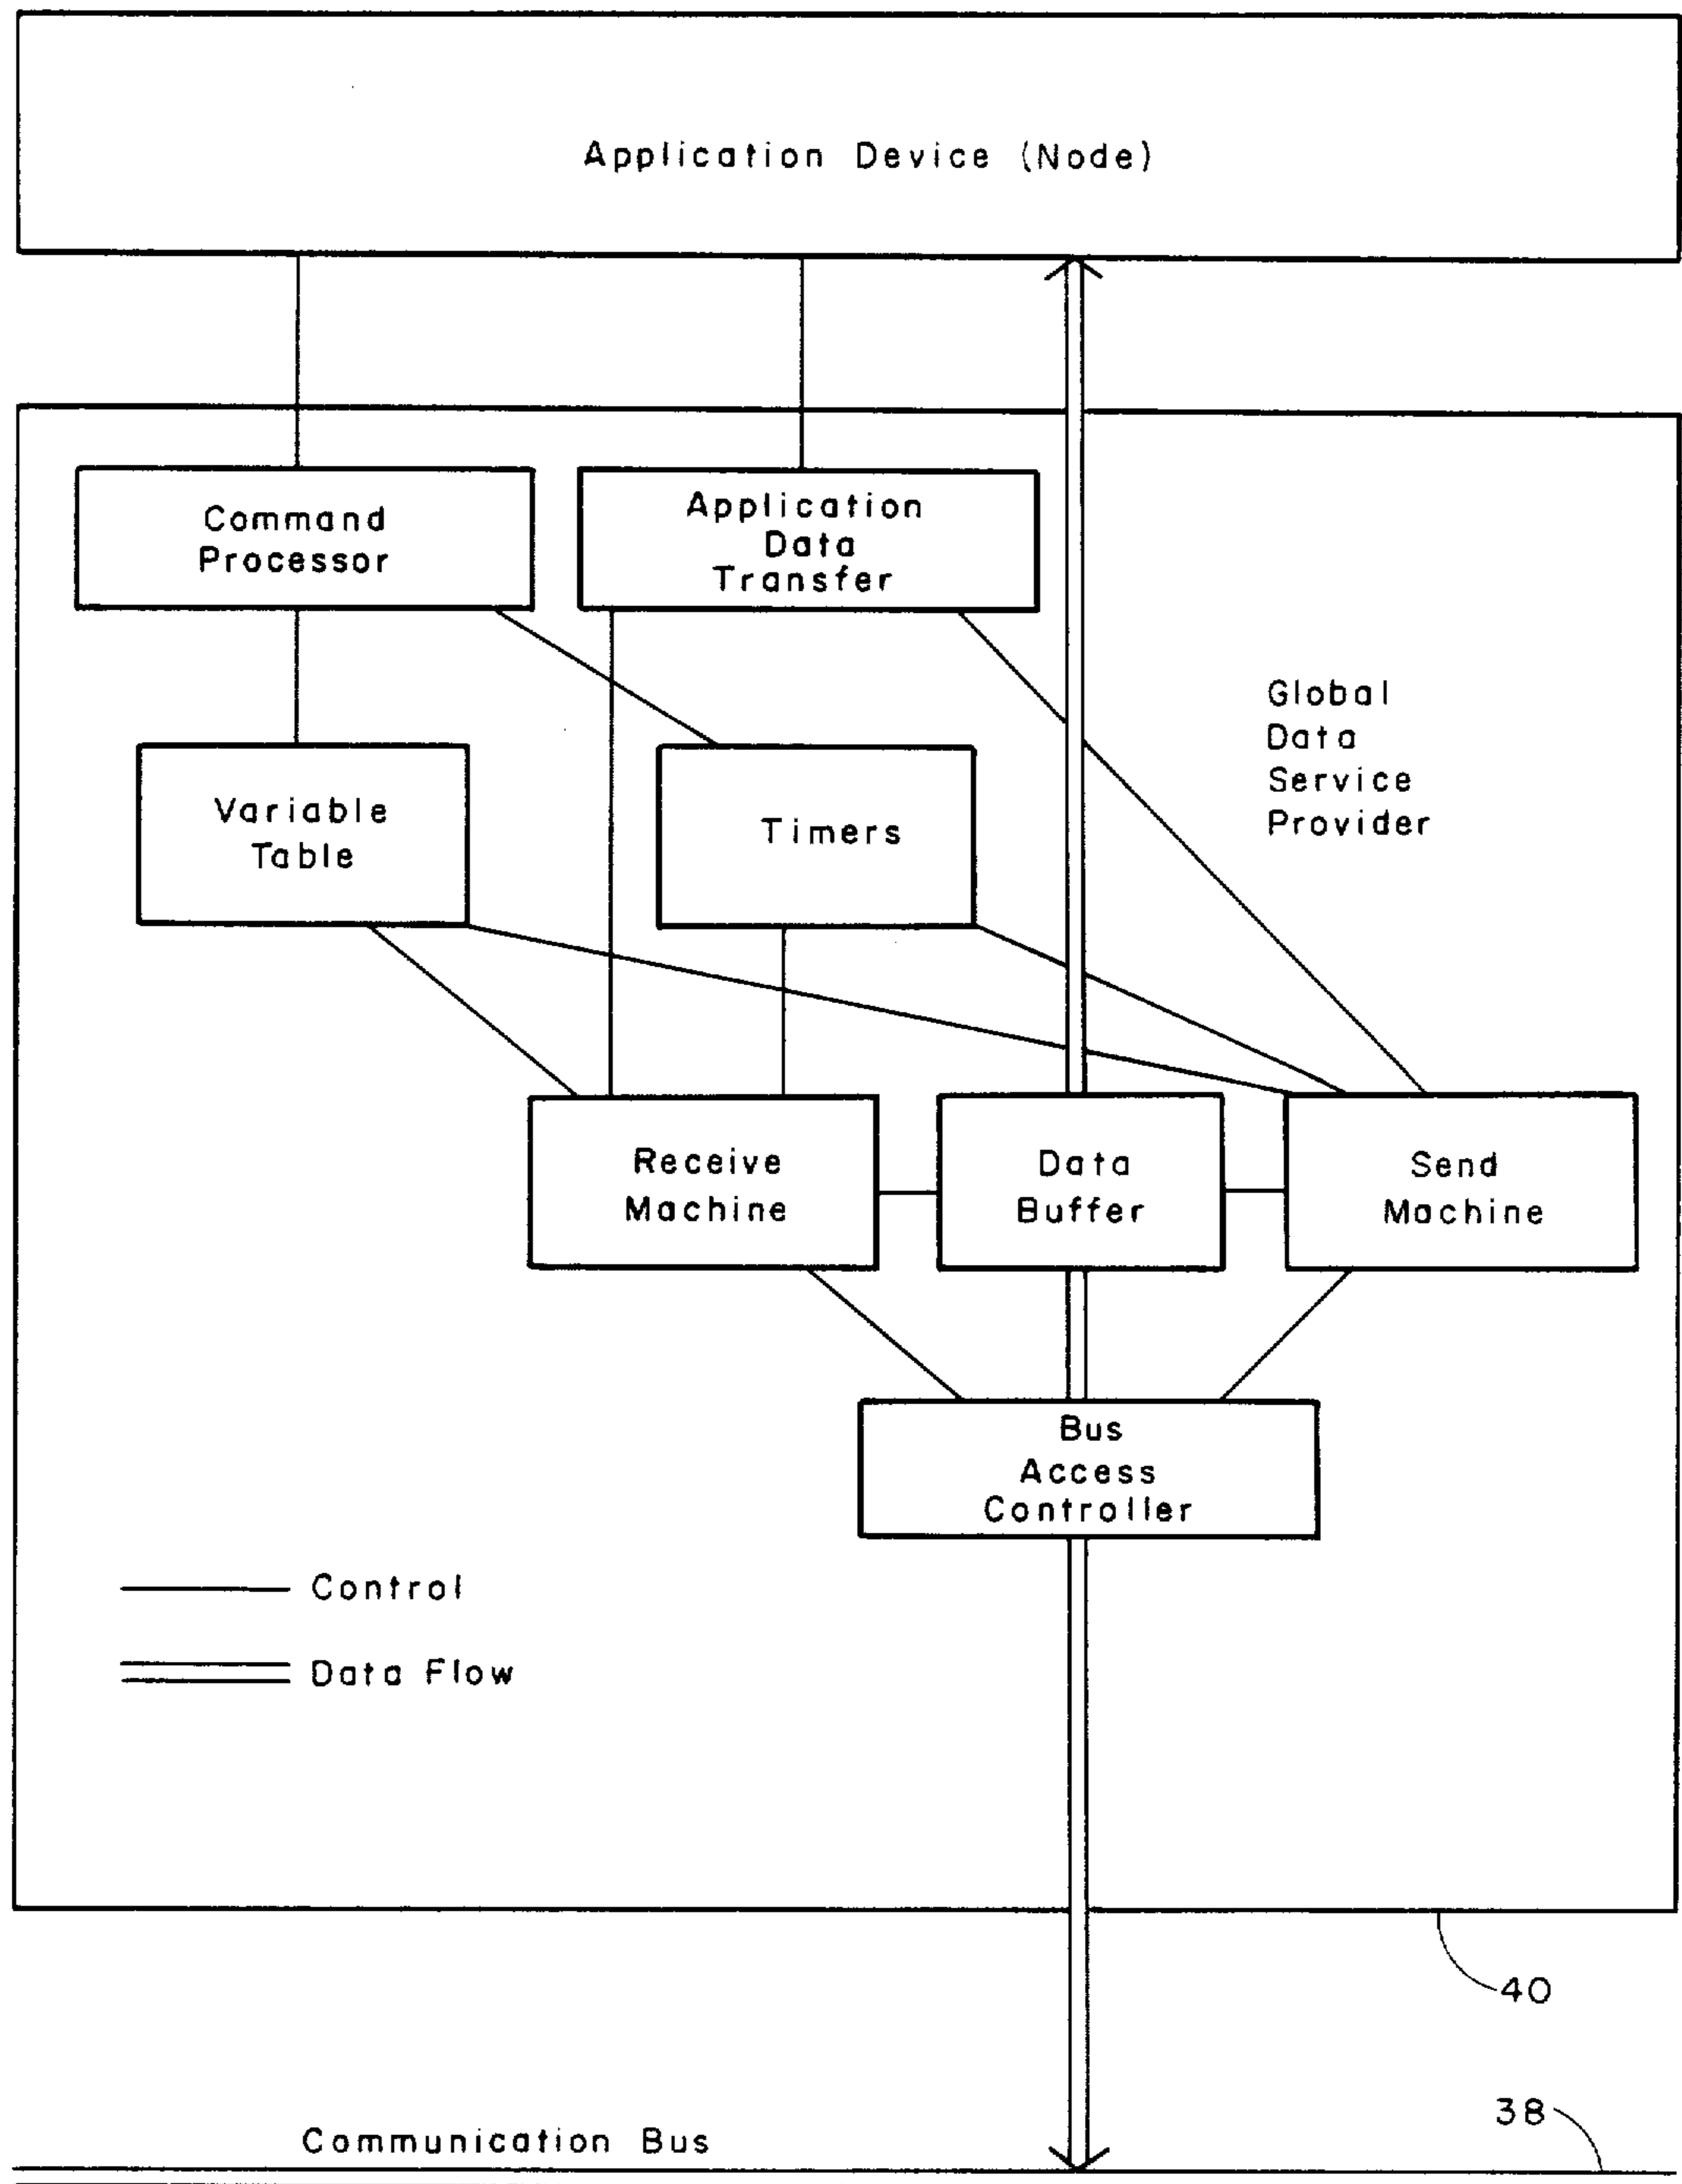 Application Device (Node)
Command
Processor
Application
Data
Transfer
Global
Data
Service
Provider
Variable
Table
Timers
Receive
Machine
Data
Buffer
Send
Machine
Bus
Access
Controller
Control
Data Flow
40
38
Communication Bus